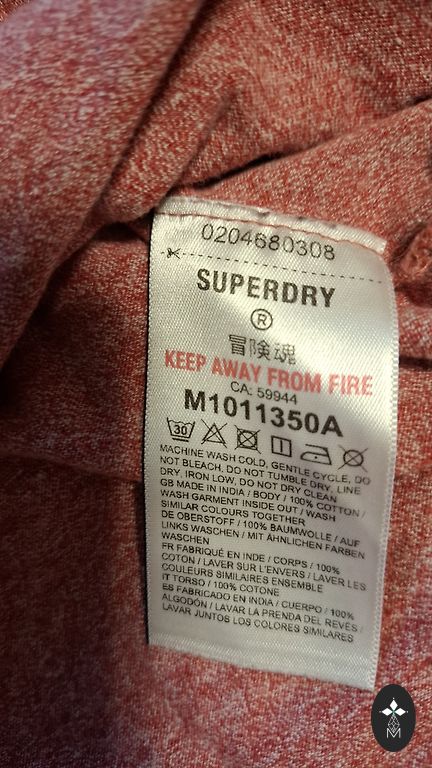 0204680308
SUPERDRY
®
冒険魂
KEEP AWAY FROM FIRE
CA: 59944
M1011350A
30
MACHINE WASH COLD, GENTLE CYCLE, DO
NOT BLEACH, DO NOT TUMBLE DRY, LINE
DRY, IRON LOW, DO NOT DRY CLEAN
GB MADE IN INDIA / BODY / 100% COTTON /
WASH GARMENT INSIDE OUT / WASH
SIMILAR COLOURS TOGETHER
DE OBERSTOFF / 100% BAUMWOLLE / AUF
LINKS WASCHEN / MIT ÄHNLICHEN FARBEN
WASCHEN
FR FABRIQUÉ EN INDE / CORPS / 100%
COTON / LAVER SUR L'ENVERS / LAVER LES
COULEURS SIMILAIRES ENSEMBLE
IT TORSO / 100% COTONE
ES FABRICADO EN INDIA / CUERPO / 100%
ALGODÓN / LAVAR LA PRENDA DEL REVÉS /
LAVAR JUNTOS LOS COLORES SIMILARES
M